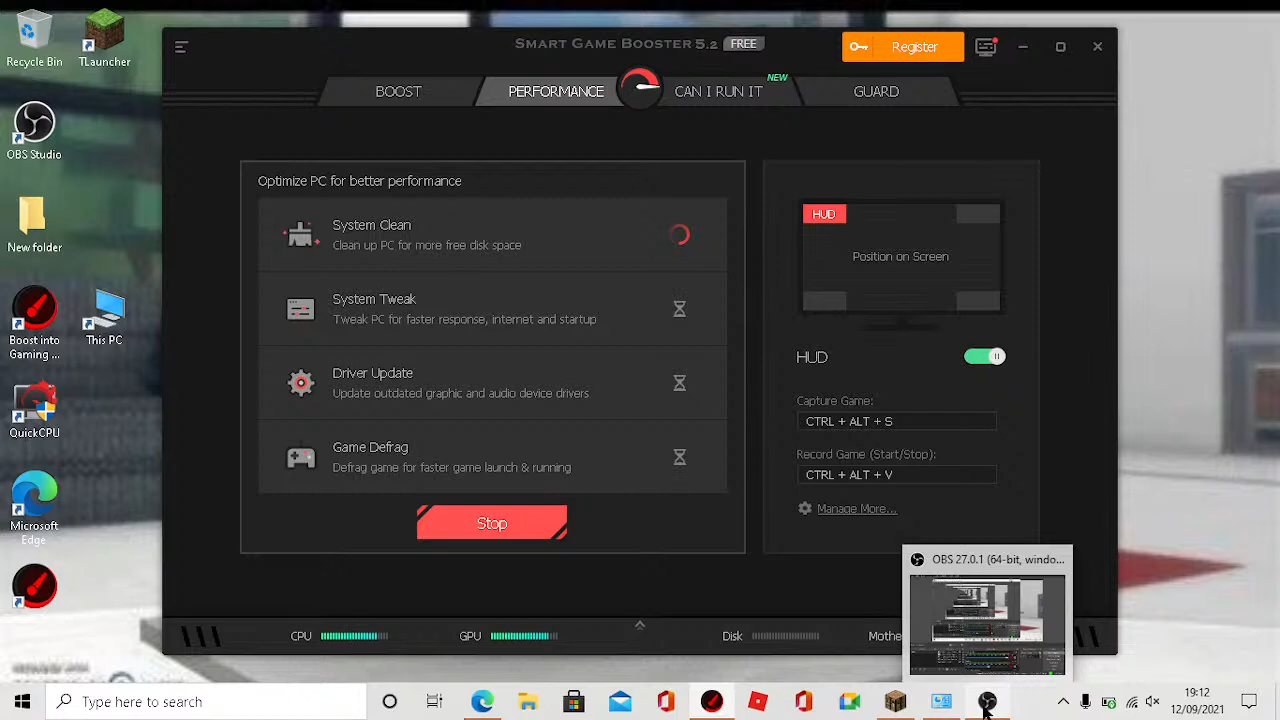 SMART GAME BOOSTER 5.2 FREE
Register
BOOST
PERFORMANCE
CAN I RUN IT
NEW
GUARD
Optimize PC for better performance
System Clean
Clean up PC for more free disk space
System Tweak
Tweak PC for faster response, internet and startup
Driver Update
Update outdated graphic and audio device drivers
Game Defrag
Defrag game for faster game launch & running
Stop
HUD
Position on Screen
HUD
Capture Game:
CTRL + ALT + S
Record Game (Start/Stop):
CTRL + ALT + V
Manage More...
Disk
Mothe
OBS 27.0.1 (64-bit, windo...
Recycle Bin
TLauncher
OBS Studio
New folder
Boost into
Gaming ...
This PC
QuickCPU
Microsoft
Edge
Type here to search
19:12
12/09/2021